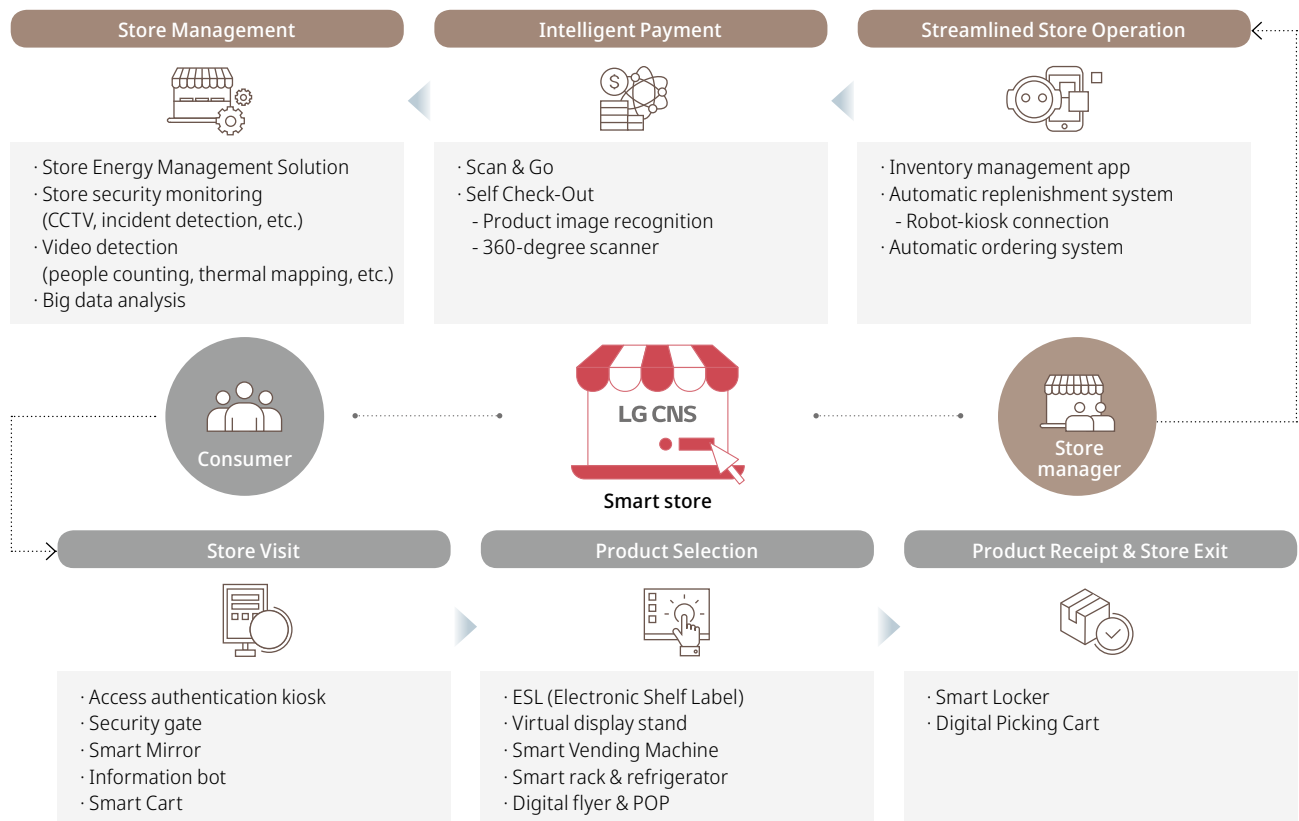 Store Management
Intelligent Payment
Streamlined Store Operation
· Store Energy Management Solution
· Store security monitoring
(CCTV, incident detection, etc.)
· Video detection
(people counting, thermal mapping, etc.)
· Big data analysis
· Scan & Go
· Self Check-Out
- Product image recognition
- 360-degree scanner
· Inventory management app
· Automatic replenishment system
- Robot-kiosk connection
· Automatic ordering system
Consumer
LG CNS
Smart store
Store
manager
Store Visit
Product Selection
Product Receipt & Store Exit
· Access authentication kiosk
· Security gate
· Smart Mirror
· Information bot
· Smart Cart
· ESL (Electronic Shelf Label)
· Virtual display stand
· Smart Vending Machine
· Smart rack & refrigerator
· Digital flyer & POP
· Smart Locker
· Digital Picking Cart